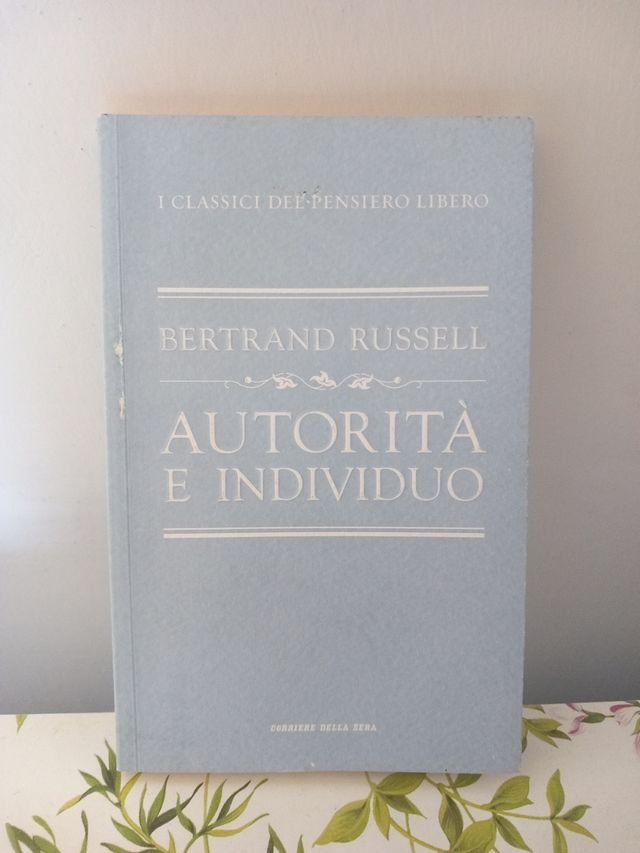 I CLASSICI DEL PENSIERO LIBERO
BERTRAND RUSSELL
AUTORITÀ
E INDIVIDUO
CORRIERE DELLA SERA